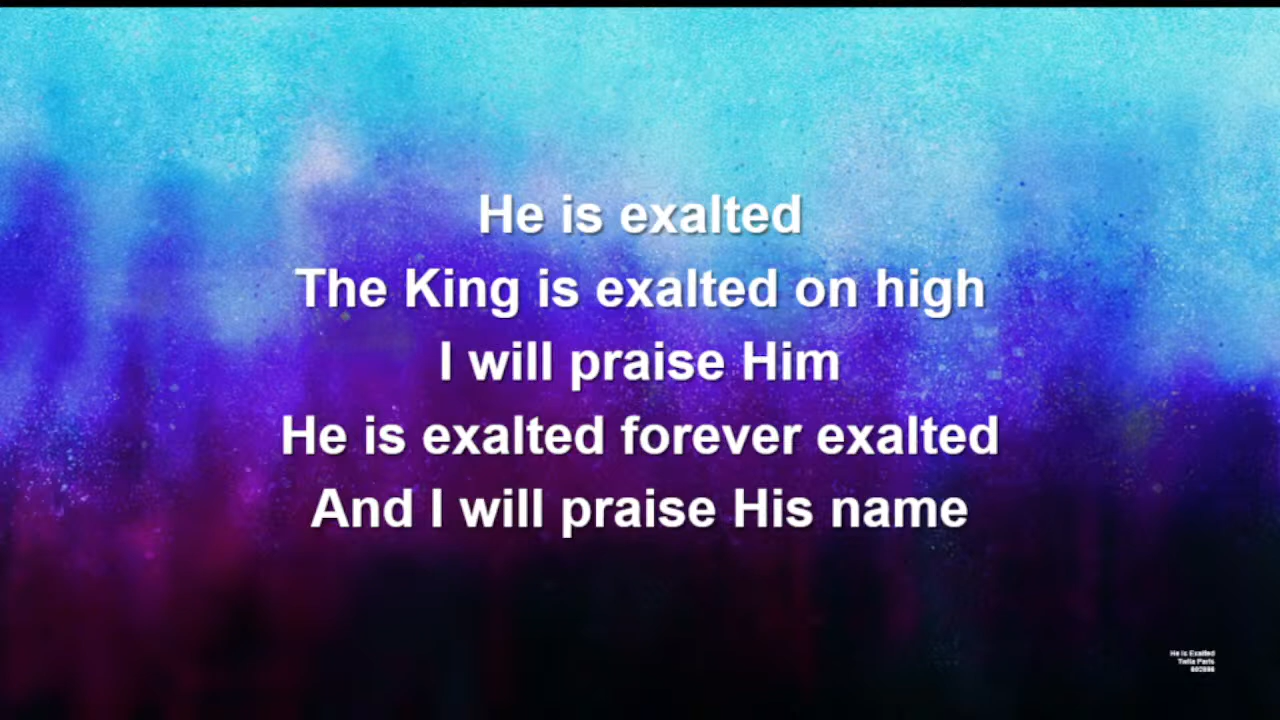 He is exalted
The King is exalted on high
I will praise Him
He is exalted forever exalted
And I will praise His name
He is Exalted
Twila Paris